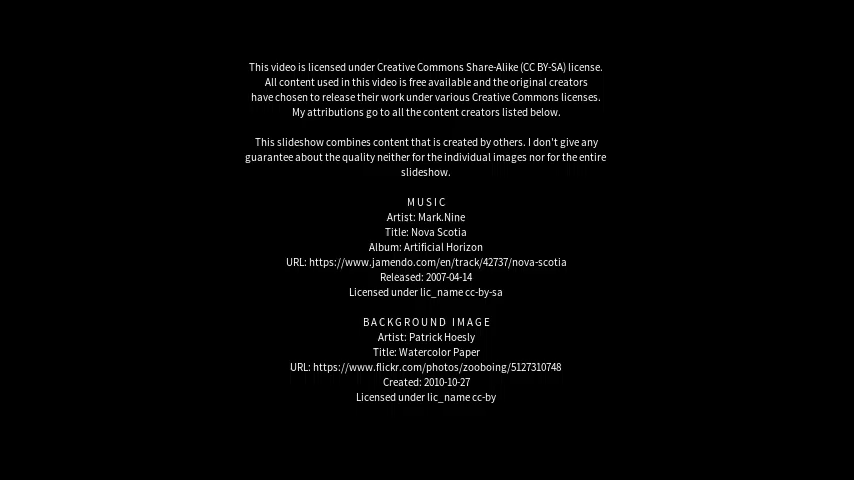 This video is licensed under Creative Commons Share-Alike (CC BY-SA) license.
All content used in this video is free available and the original creators
have chosen to release their work under various Creative Commons licenses.
My attributions go to all the content creators listed below.
This slideshow combines content that is created by others. I don't give any
guarantee about the quality neither for the individual images nor for the entire
slideshow.
MUSIC
Artist: Mark.Nine
Title: Nova Scotia
Album: Artificial Horizon
URL: https://www.jamendo.com/en/track/42737/nova-scotia
Released: 2007-04-14
Licensed under lic_name cc-by-sa
BACKGROUND IMAGE
Artist: Patrick Hoesly
Title: Watercolor Paper
URL: https://www.flickr.com/photos/zooboing/5127310748
Created: 2010-10-27
Licensed under lic_name cc-by